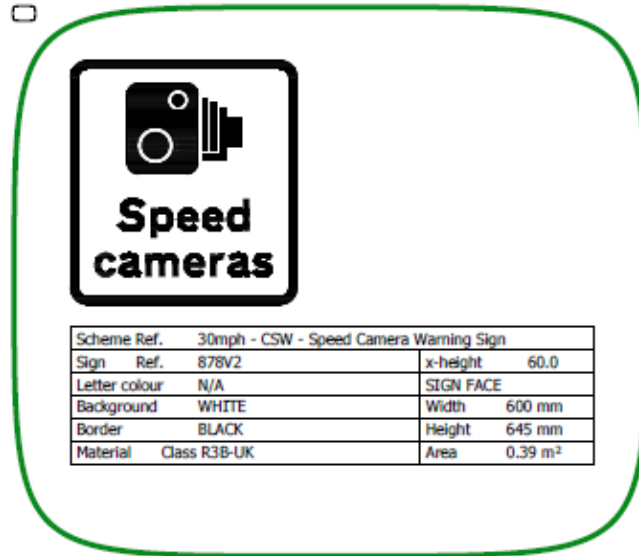 Speed
cameras
Scheme Ref. 30mph - CSW - Speed Camera Warning Sign
Sign Ref. 878V2 x-height 60.0
Letter colour N/A SIGN FACE
Background WHITE Width 600 mm
Border BLACK Height 645 mm
Material Class R3B-UK Area 0.39 m²